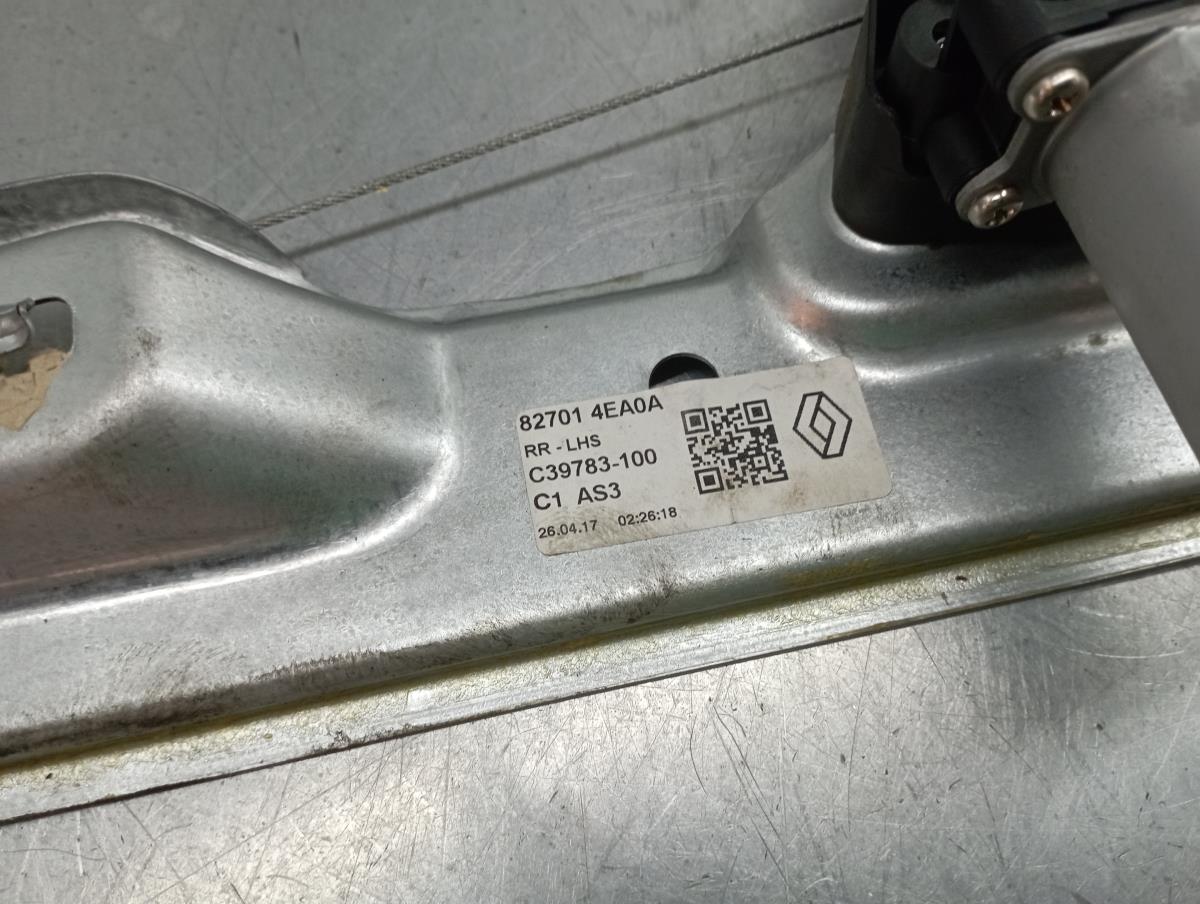 82701 4EA0A
RR - LHS
C39783-100
C1 AS3
26.04.17 02:26:18